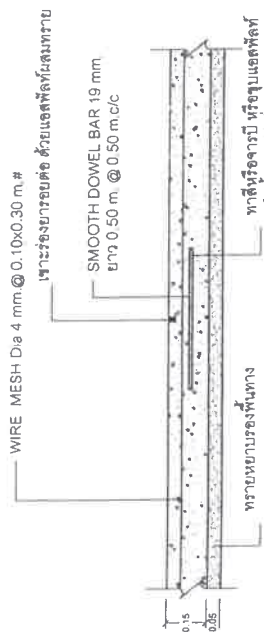 WIRE MESH Dia 4 mm.@ 0.10x0.30 m.#
เซาะร่องยารอยต่อ ด้วยแอสฟัลท์ผสมทราย
SMOOTH DOWEL BAR 19 mm.
ยาว 0.50 m.@ 0.50 m.c/c
0.15
0.05
ทรายหยาบรองพื้นทาง
ทาสีหรือจารบี หรือชุบแอสฟัลท์